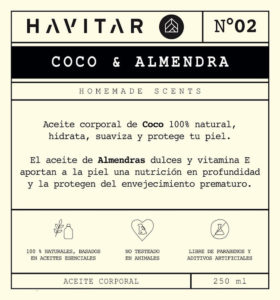 HAVITAR N°02
COCO & ALMENDRA
HOMEMADE SCENTS
Aceite corporal de Coco 100% natural,
hidrata, suaviza y protege tu piel.
El aceite de Almendras dulces y vitamina E
aportan a la piel una nutrición en profundidad
y la protegen del envejecimiento prematuro.
100 % NATURALES, BASADOS
EN ACEITES ESENCIALES
NO TESTEADO
EN ANIMALES
LIBRE DE PARABENOS Y
ADITIVOS ARTIFICIALES
ACEITE CORPORAL 250 ml